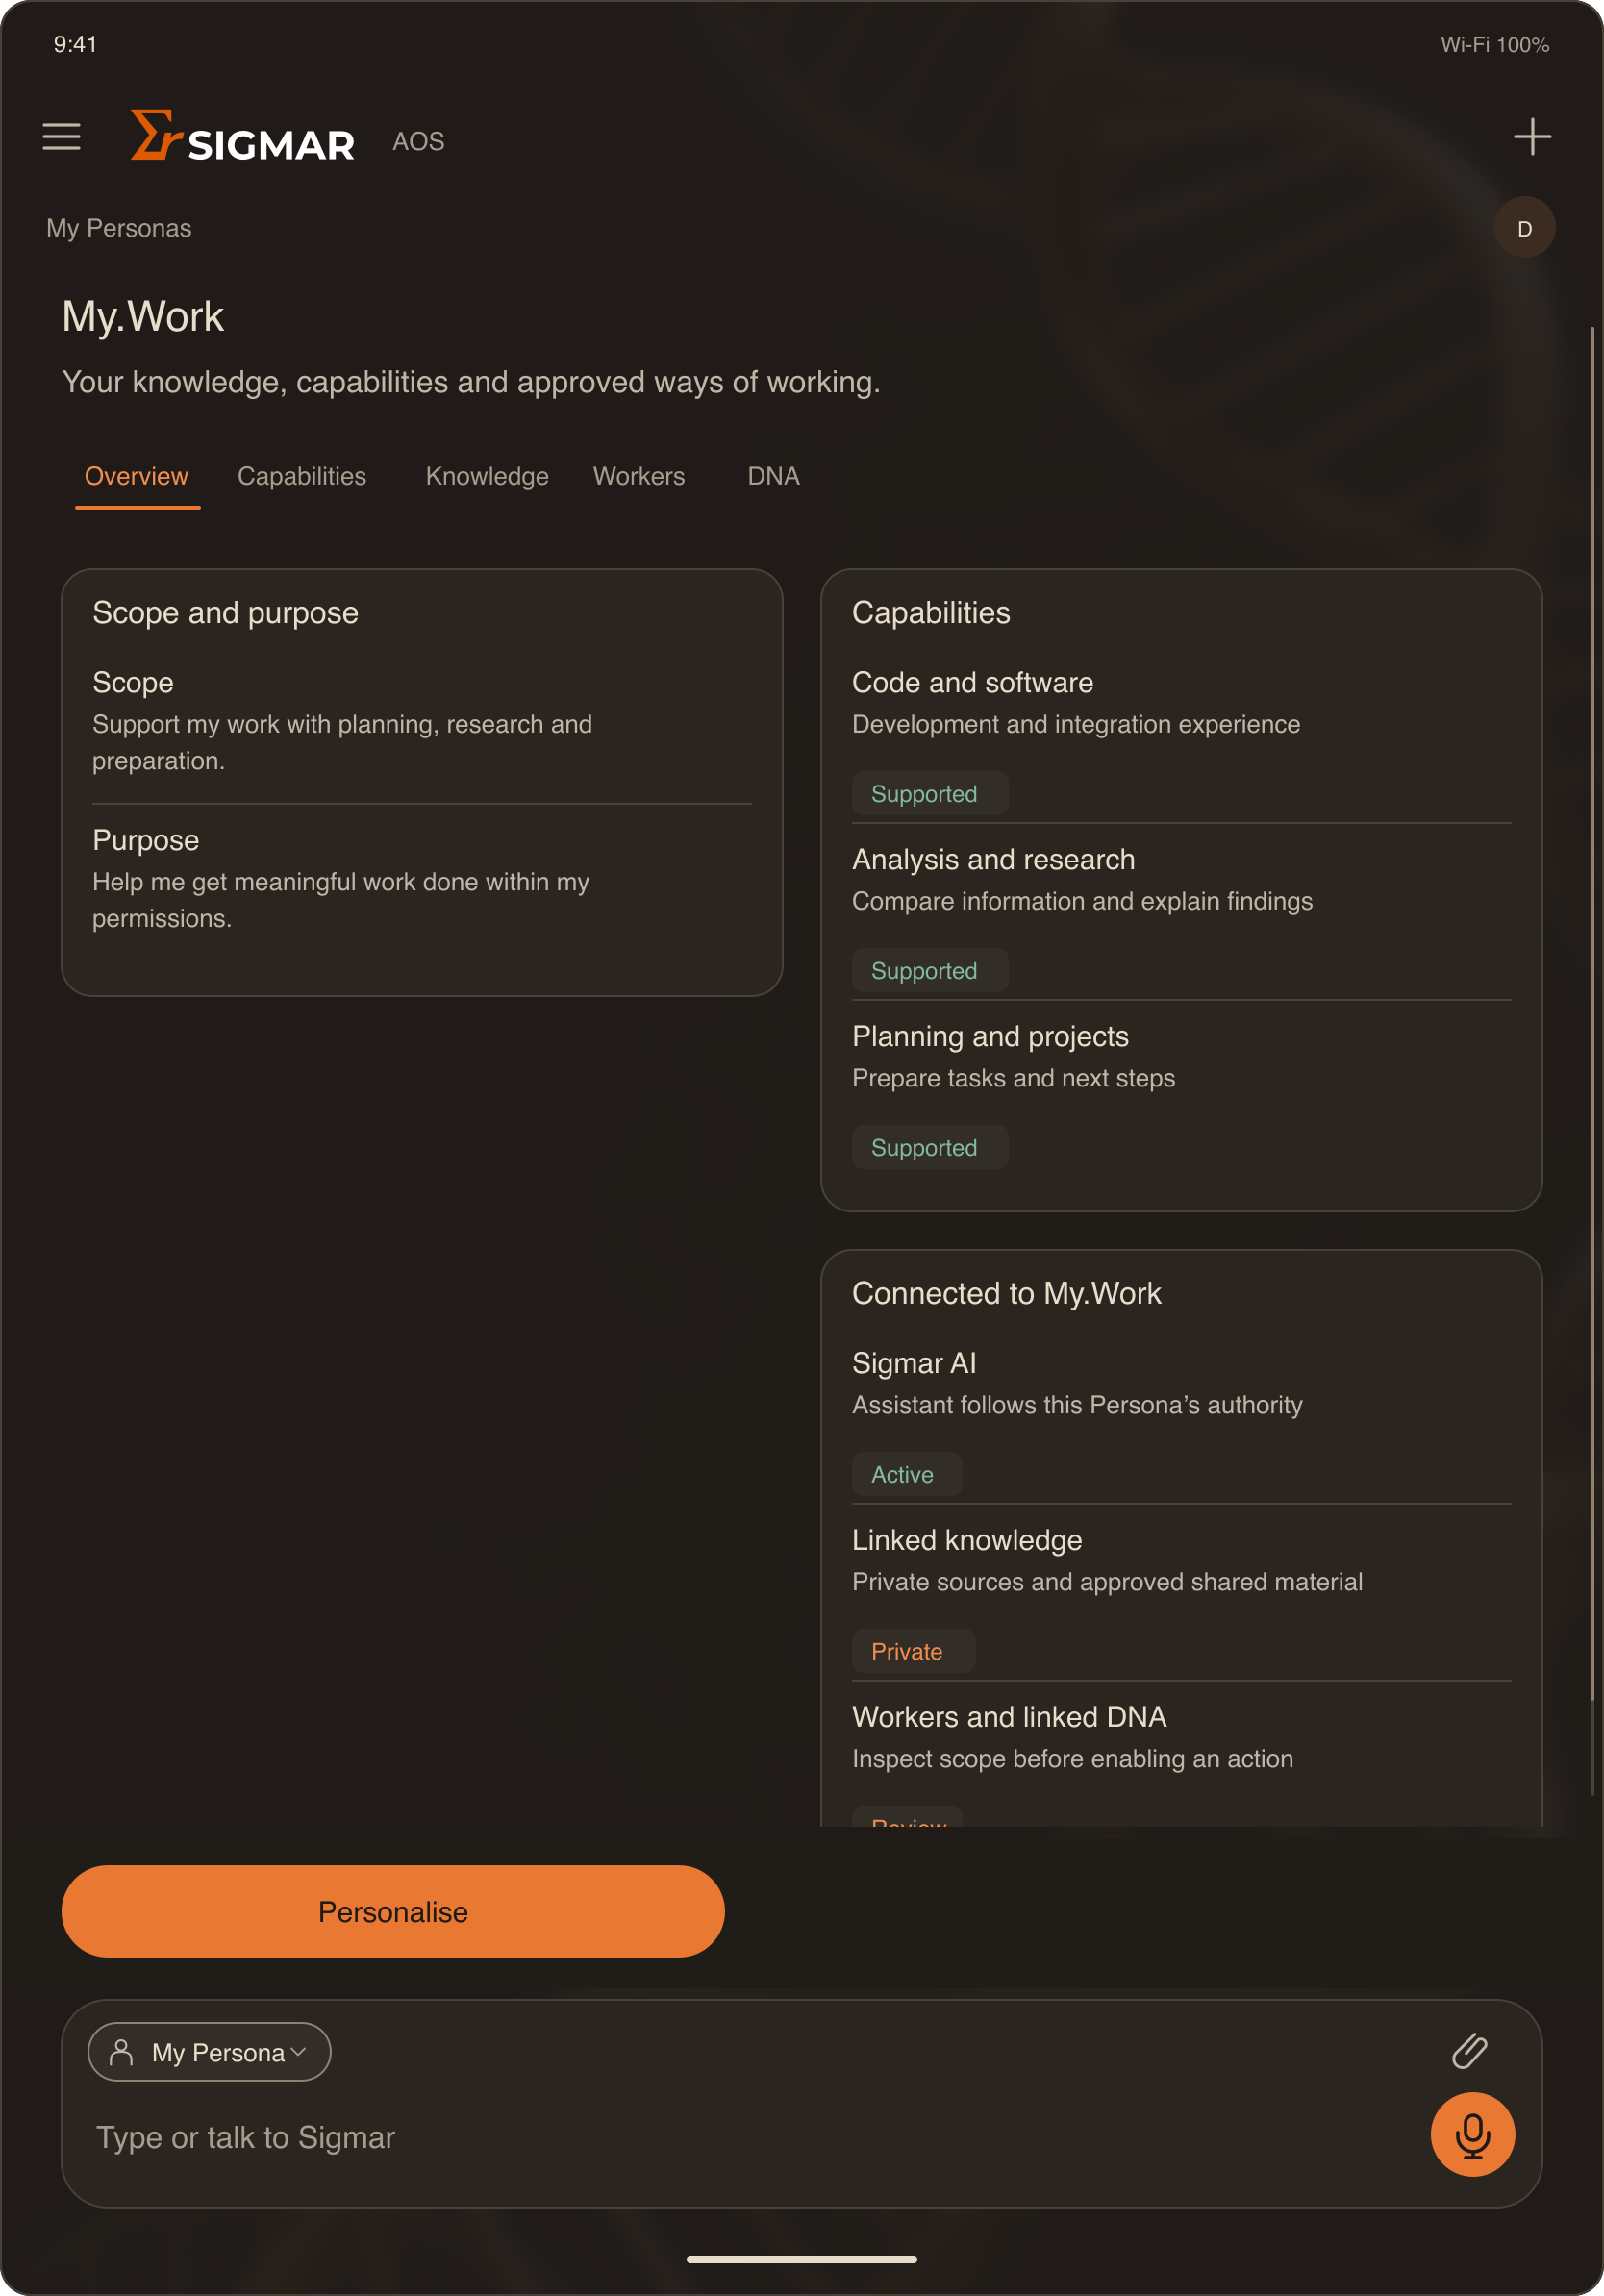 9:41
Wi-Fi 100%
Σr SIGMAR AOS
My Personas
D
My.Work
Your knowledge, capabilities and approved ways of working.
Overview
Capabilities
Knowledge
Workers
DNA
Scope and purpose
Scope
Support my work with planning, research and
preparation.
Purpose
Help me get meaningful work done within my
permissions.
Capabilities
Code and software
Development and integration experience
Supported
Analysis and research
Compare information and explain findings
Supported
Planning and projects
Prepare tasks and next steps
Supported
Connected to My.Work
Sigmar AI
Assistant follows this Persona’s authority
Active
Linked knowledge
Private sources and approved shared material
Private
Workers and linked DNA
Inspect scope before enabling an action
Review
Personalise
My Persona
Type or talk to Sigmar